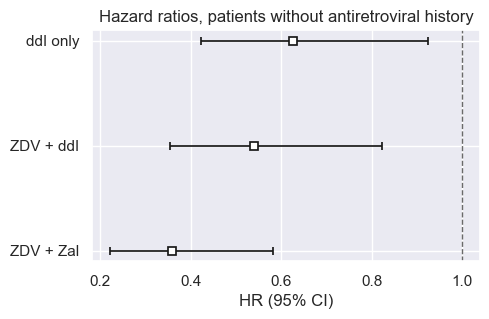 Hazard ratios, patients without antiretroviral history
ddI only
ZDV + ddI
ZDV + Zal
0.2 0.4 0.6 0.8 1.0
HR (95% CI)